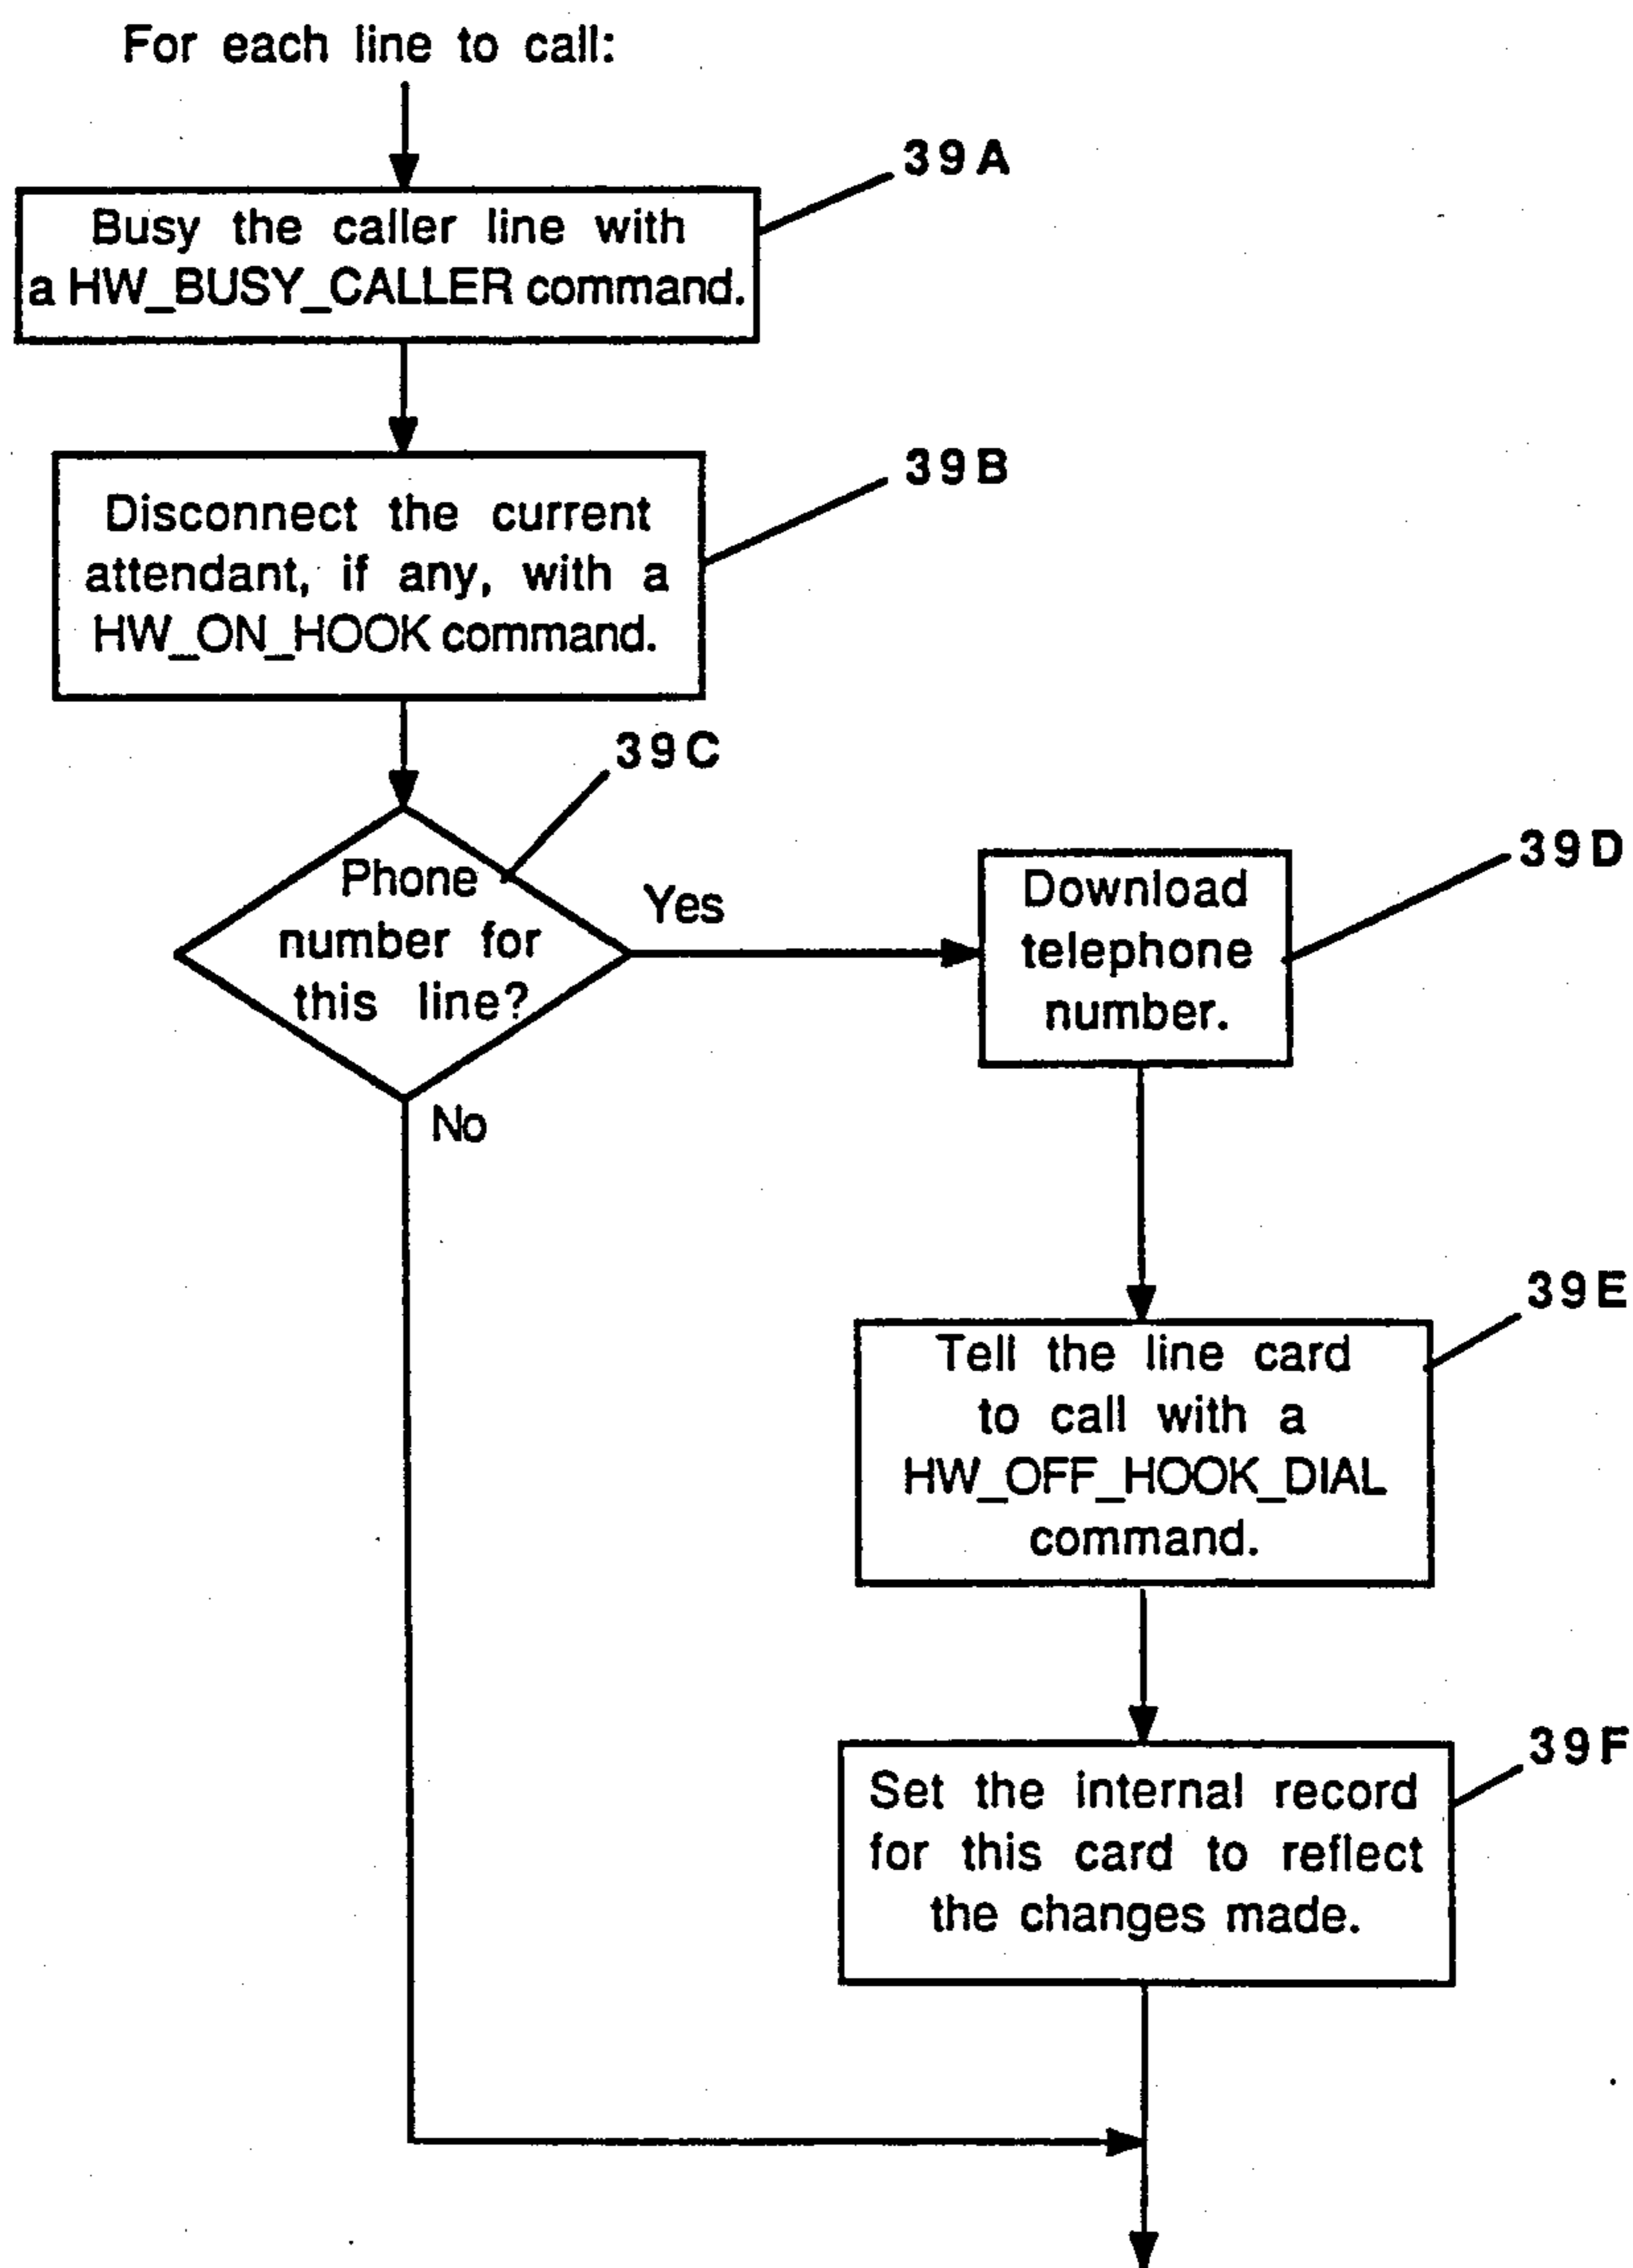 For each line to call:
39A
Busy the caller line with
a HW_BUSY_CALLER command.
39B
Disconnect the current
attendant, if any, with a
HW_ON_HOOK command.
39C
Phone
number for
this line?
Yes
No
39D
Download
telephone
number.
39E
Tell the line card
to call with a
HW_OFF_HOOK_DIAL
command.
39F
Set the internal record
for this card to reflect
the changes made.